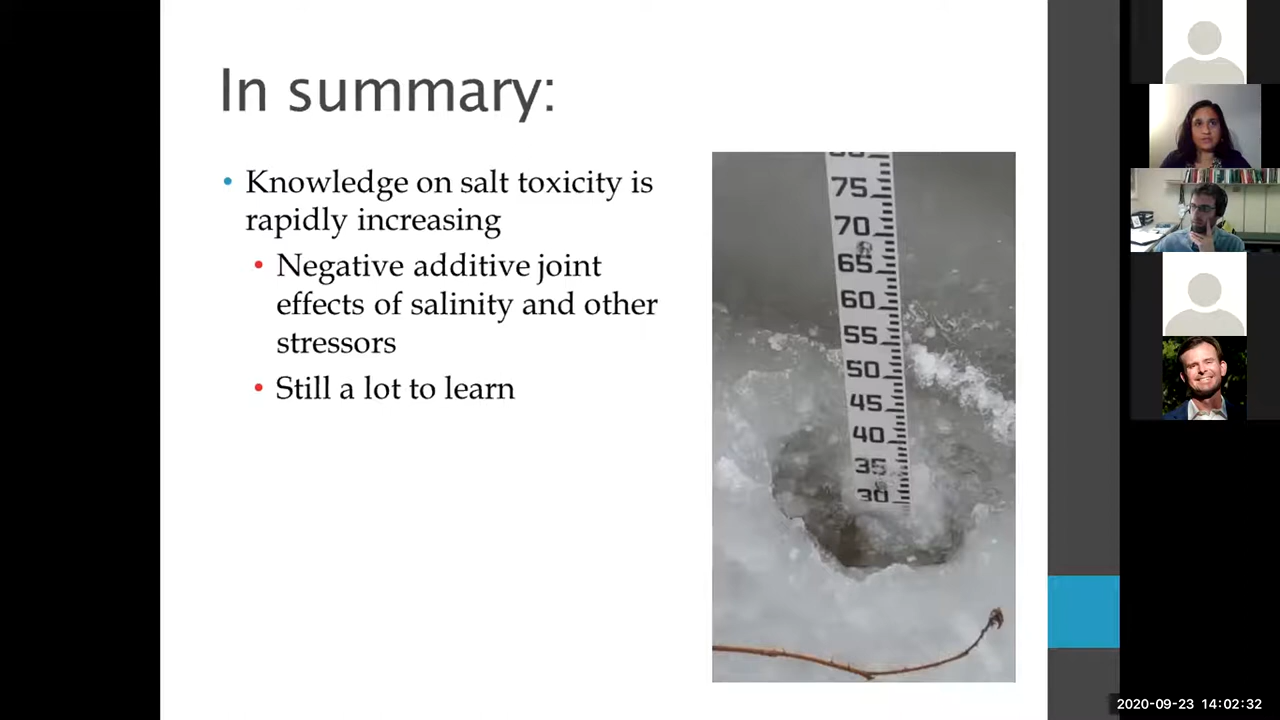 In summary:
• Knowledge on salt toxicity is
rapidly increasing
• Negative additive joint
effects of salinity and other
stressors
• Still a lot to learn
75
70
65
60
55
50
45
40
35
30
2020-09-23 14:02:32